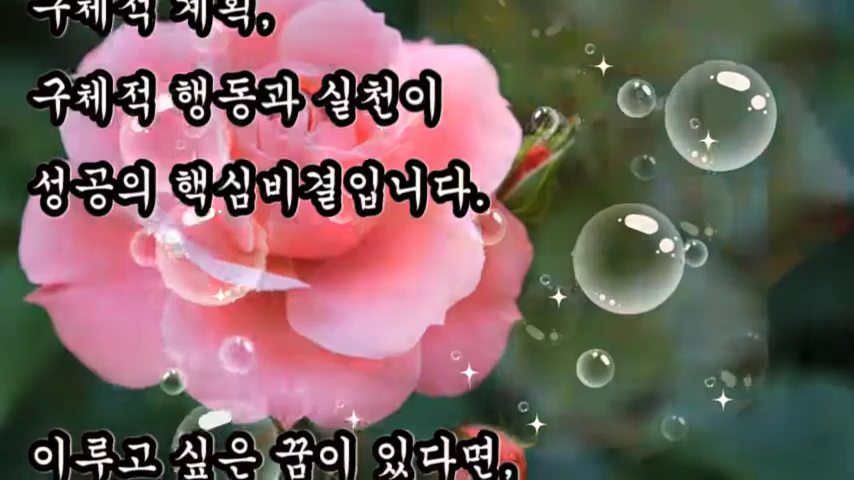 구체적 계획,
구체적 행동과 실천이
성공의 핵심비결입니다.
이루고 싶은 꿈이 있다면,